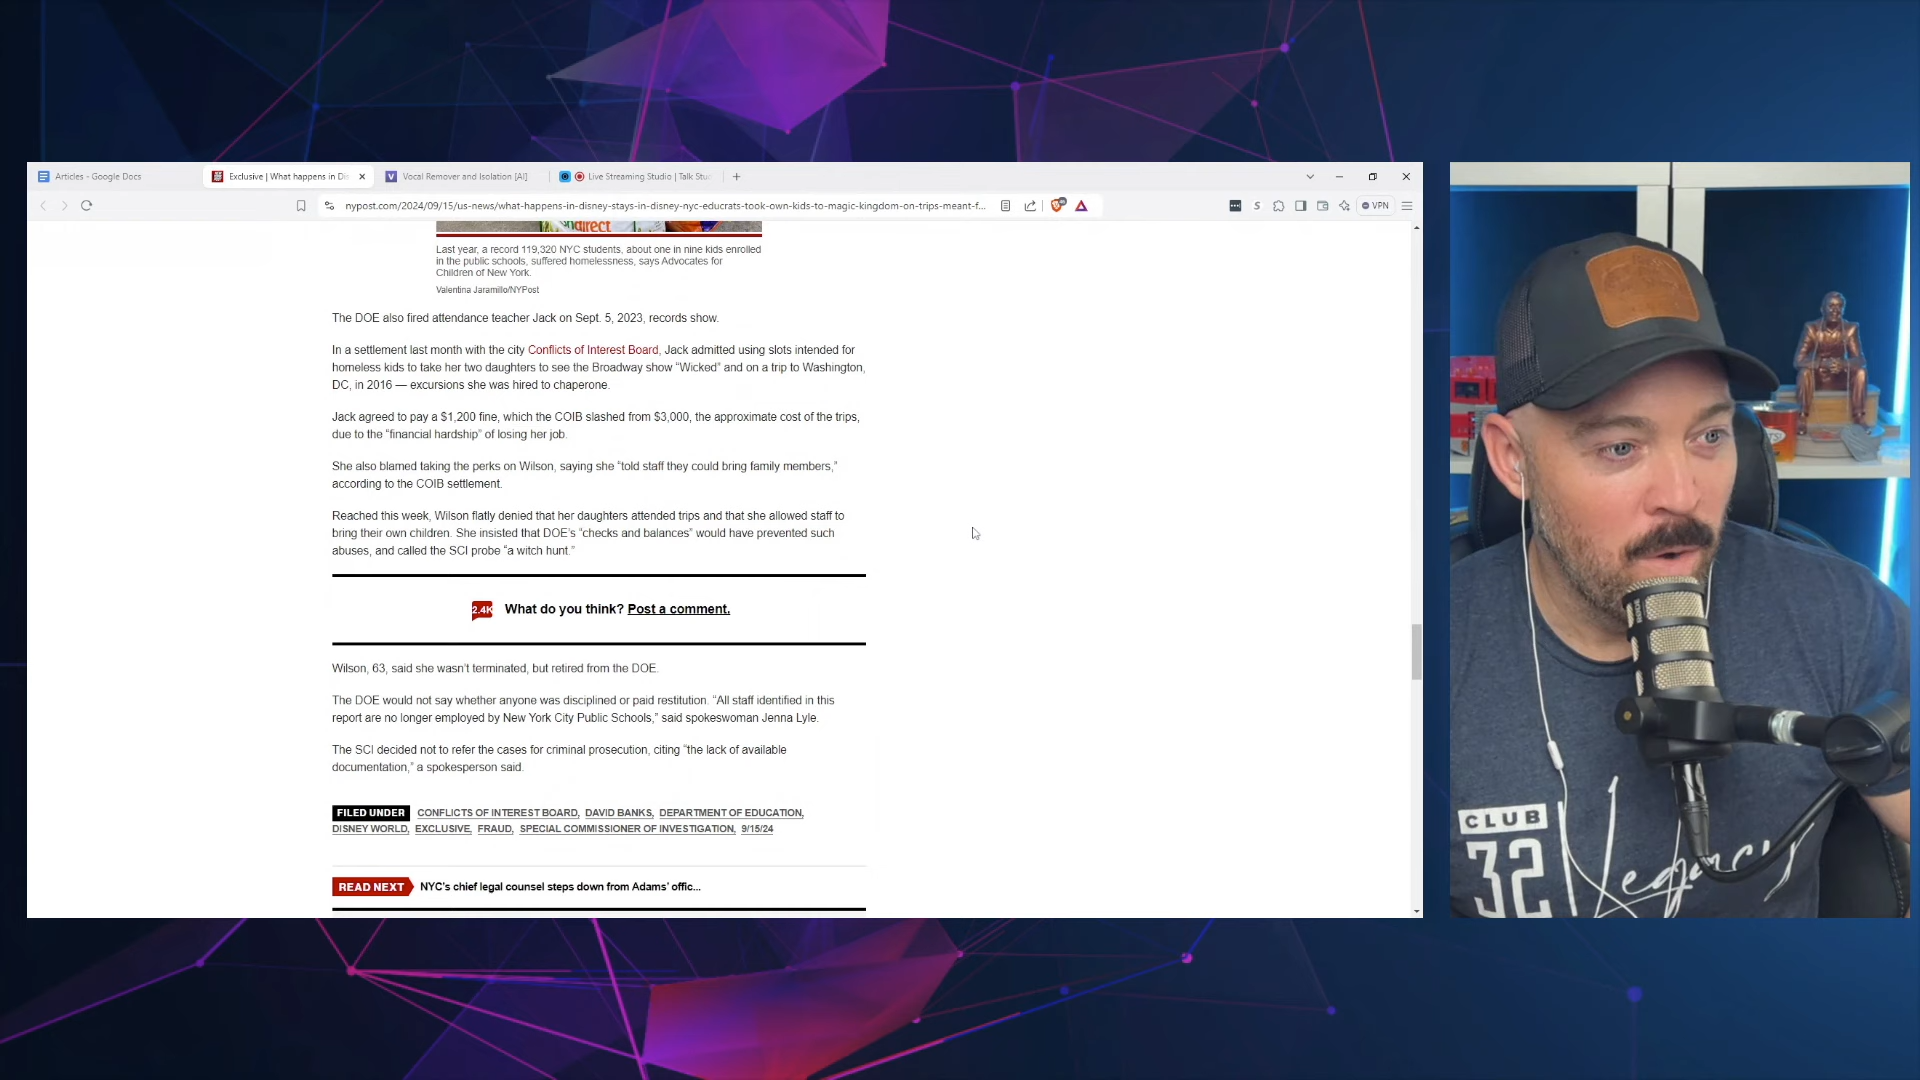 Articles - Google Docs
Exclusive | What happens in Dis
Vocal Remover and Isolation [AI]
Live Streaming Studio | Talk Stu
nypost.com/2024/09/15/us-news/what-happens-in-disney-stays-in-disney-nyc-educrats-took-own-kids-to-magic-kingdom-on-trips-meant-f...
VPN
Last year, a record 119,320 NYC students, about one in nine kids enrolled
in the public schools, suffered homelessness, says Advocates for
Children of New York.
Valentina Jaramillo/NYPost
The DOE also fired attendance teacher Jack on Sept. 5, 2023, records show.
In a settlement last month with the city Conflicts of Interest Board, Jack admitted using slots intended for
homeless kids to take her two daughters to see the Broadway show “Wicked” and on a trip to Washington,
DC, in 2016 — excursions she was hired to chaperone.
Jack agreed to pay a $1,200 fine, which the COIB slashed from $3,000, the approximate cost of the trips,
due to the “financial hardship” of losing her job.
She also blamed taking the perks on Wilson, saying she “told staff they could bring family members,”
according to the COIB settlement.
Reached this week, Wilson flatly denied that her daughters attended trips and that she allowed staff to
bring their own children. She insisted that DOE’s “checks and balances” would have prevented such
abuses, and called the SCI probe “a witch hunt.”
2.4K What do you think? Post a comment.
Wilson, 63, said she wasn’t terminated, but retired from the DOE.
The DOE would not say whether anyone was disciplined or paid restitution. “All staff identified in this
report are no longer employed by New York City Public Schools,” said spokeswoman Jenna Lyle.
The SCI decided not to refer the cases for criminal prosecution, citing “the lack of available
documentation,” a spokesperson said.
FILED UNDER CONFLICTS OF INTEREST BOARD, DAVID BANKS, DEPARTMENT OF EDUCATION,
DISNEY WORLD, EXCLUSIVE, FRAUD, SPECIAL COMMISSIONER OF INVESTIGATION, 9/15/24
READ NEXT NYC’s chief legal counsel steps down from Adams’ offic...
CLUB
32
Legacy